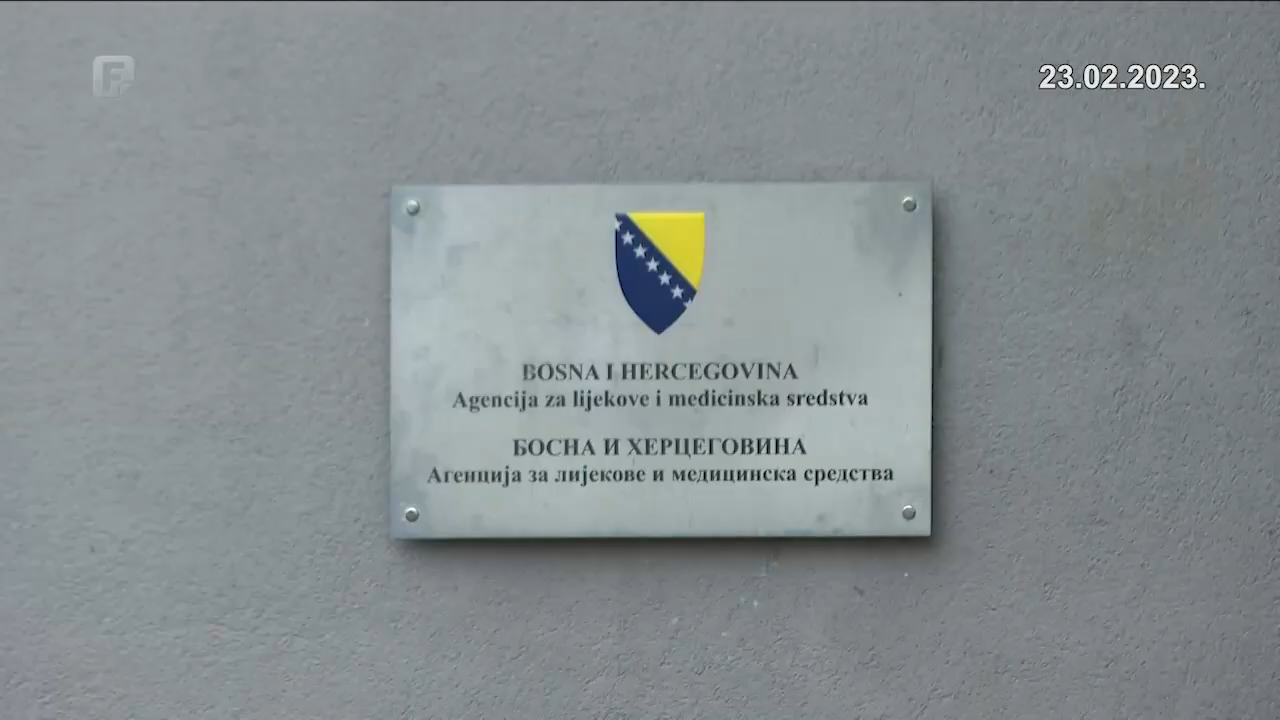 F
23.02.2023.
BOSNA I HERCEGOVINA
Agencija za lijekove i medicinska sredstva
БОСНА И ХЕРЦЕГОВИНА
Агенција за лијекове и медицинска средства